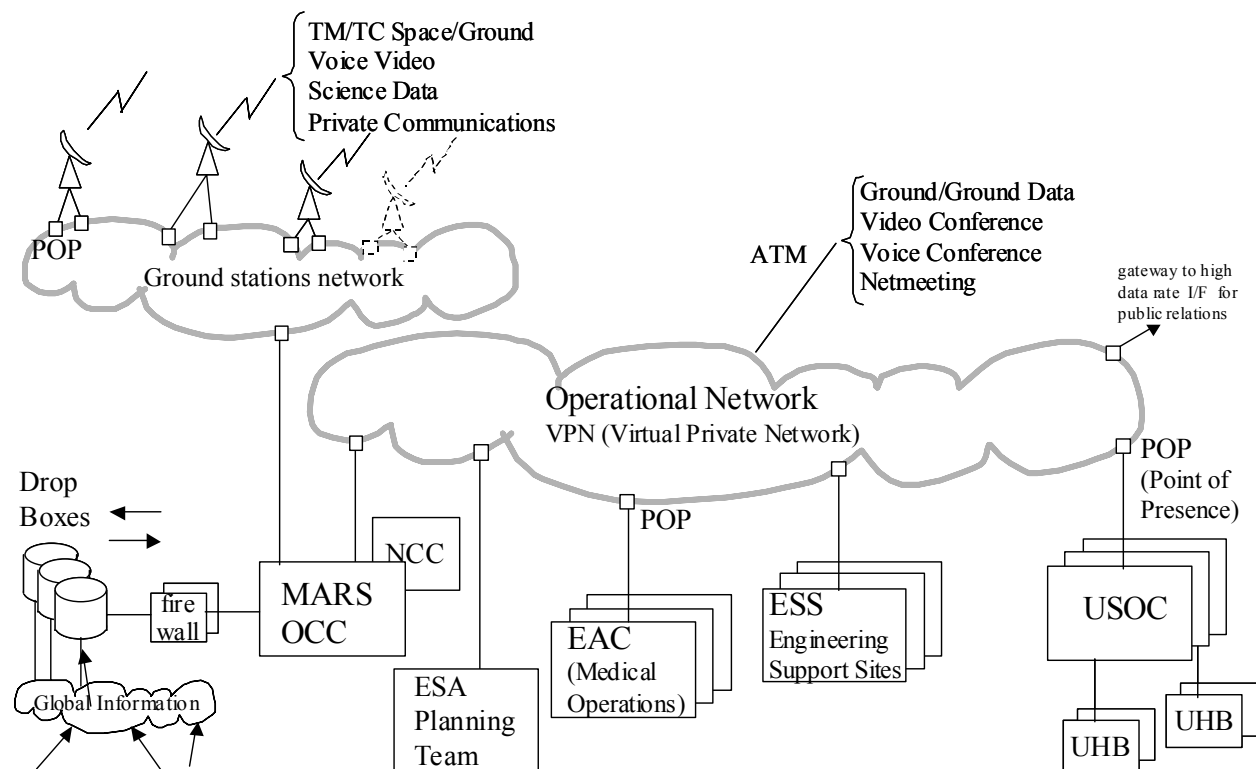 TM/TC Space/Ground
Voice Video
Science Data
Private Communications
POP
Ground stations network
ATM
Ground/Ground Data
Video Conference
Voice Conference
Netmeeting
gateway to high
data rate I/F for
public relations
Operational Network
VPN (Virtual Private Network)
POP
(Point of
Presence)
POP
Drop
Boxes
NCC
MARS
OCC
fire
wall
EAC
(Medical
Operations)
ESS
Engineering
Support Sites
USOC
ESA
Planning
Team
Global Information
UHB
UHB